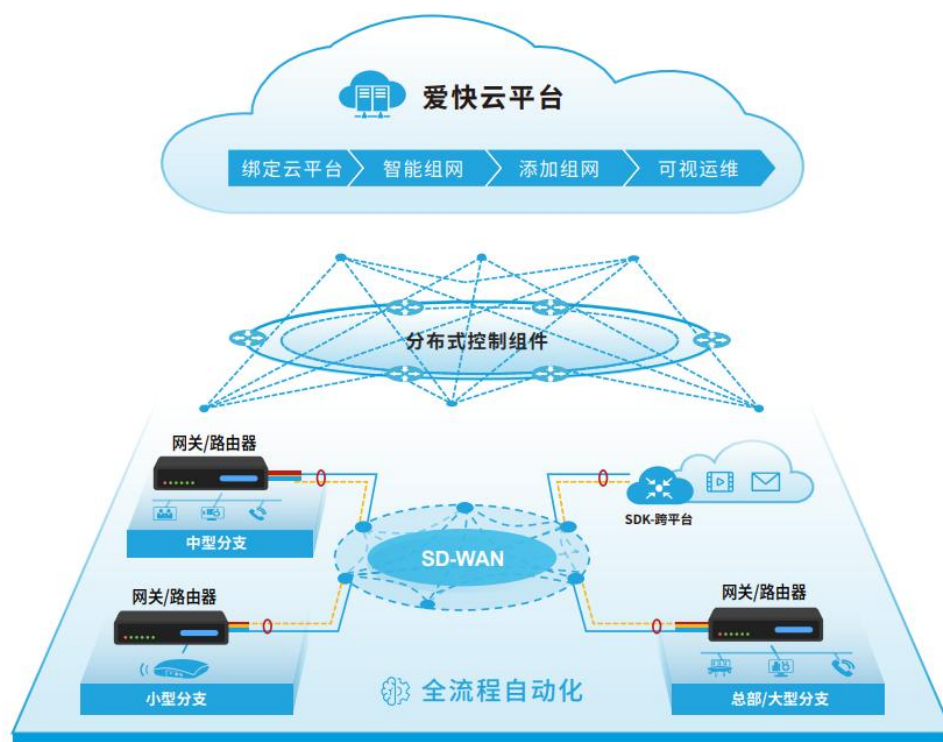 爱快云平台
绑定云平台
智能组网
添加组网
可视运维
分布式控制组件
网关/路由器
中型分支
SDK-跨平台
SD-WAN
网关/路由器
小型分支
网关/路由器
总部/大型分支
全流程自动化